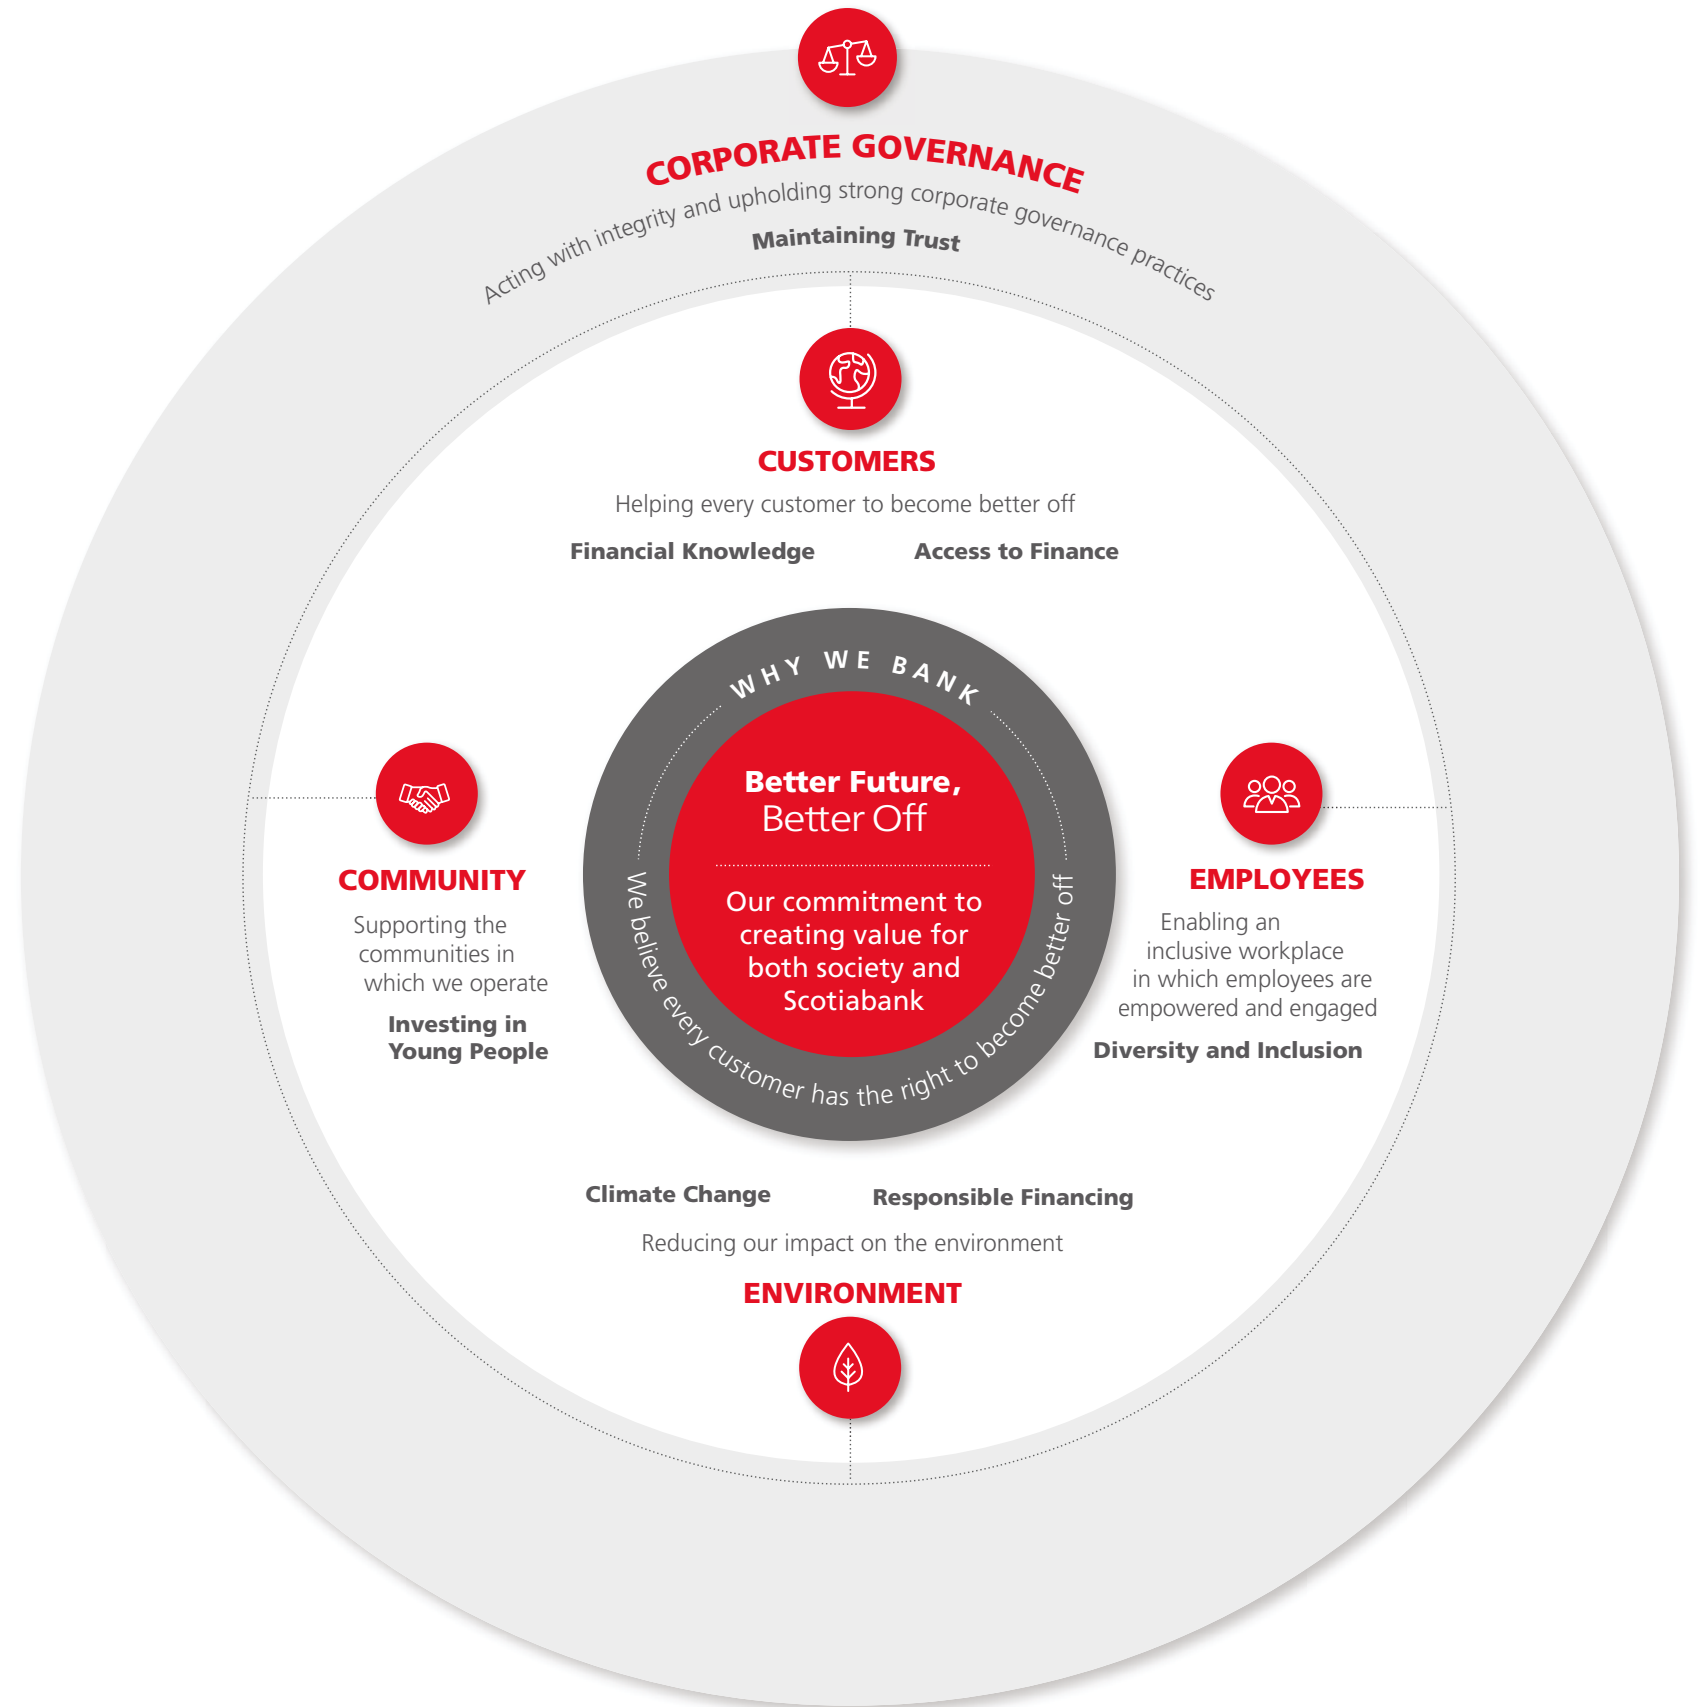 CORPORATE GOVERNANCE
Acting with integrity and upholding strong corporate governance practices
Maintaining Trust
CUSTOMERS
Helping every customer to become better off
Financial Knowledge
Access to Finance
WHY WE BANK
Better Future,
Better Off
Our commitment to
creating value for
both society and
Scotiabank
We believe every customer has the right to become better off
COMMUNITY
Supporting the
communities in
which we operate
Investing in
Young People
EMPLOYEES
Enabling an
inclusive workplace
in which employees are
empowered and engaged
Diversity and Inclusion
Climate Change
Responsible Financing
Reducing our impact on the environment
ENVIRONMENT